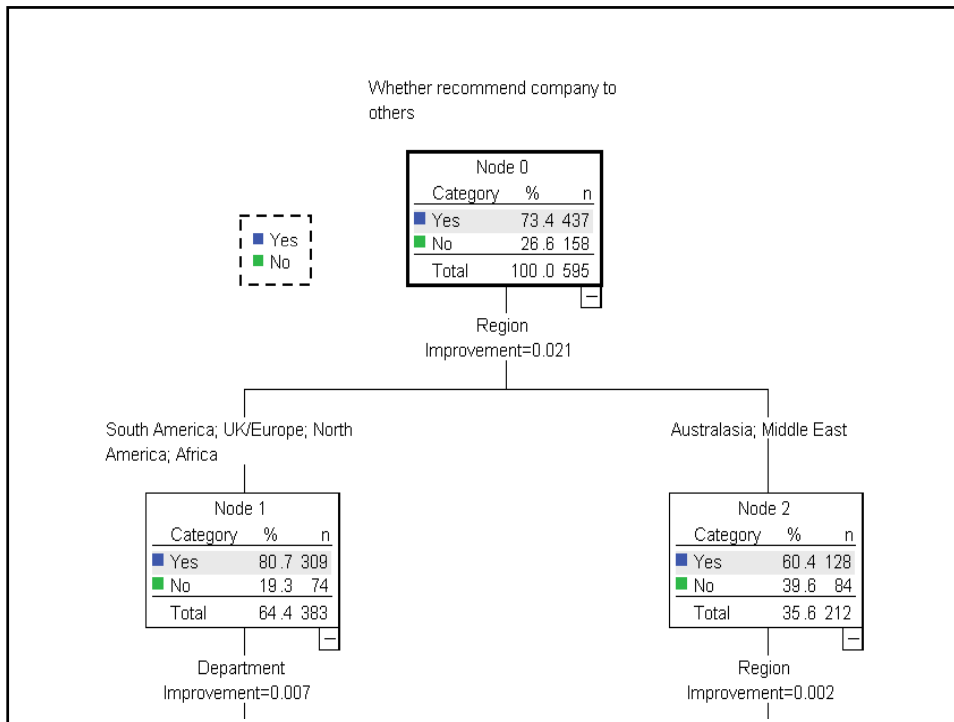 Whether recommend company to
others
Node 0
Category % n
Yes 73.4 437
No 26.6 158
Total 100.0 595
Yes
No
Region
Improvement=0.021
South America; UK/Europe; North
America; Africa
Node 1
Category % n
Yes 80.7 309
No 19.3 74
Total 64.4 383
Department
Improvement=0.007
Australasia; Middle East
Node 2
Category % n
Yes 60.4 128
No 39.6 84
Total 35.6 212
Region
Improvement=0.002